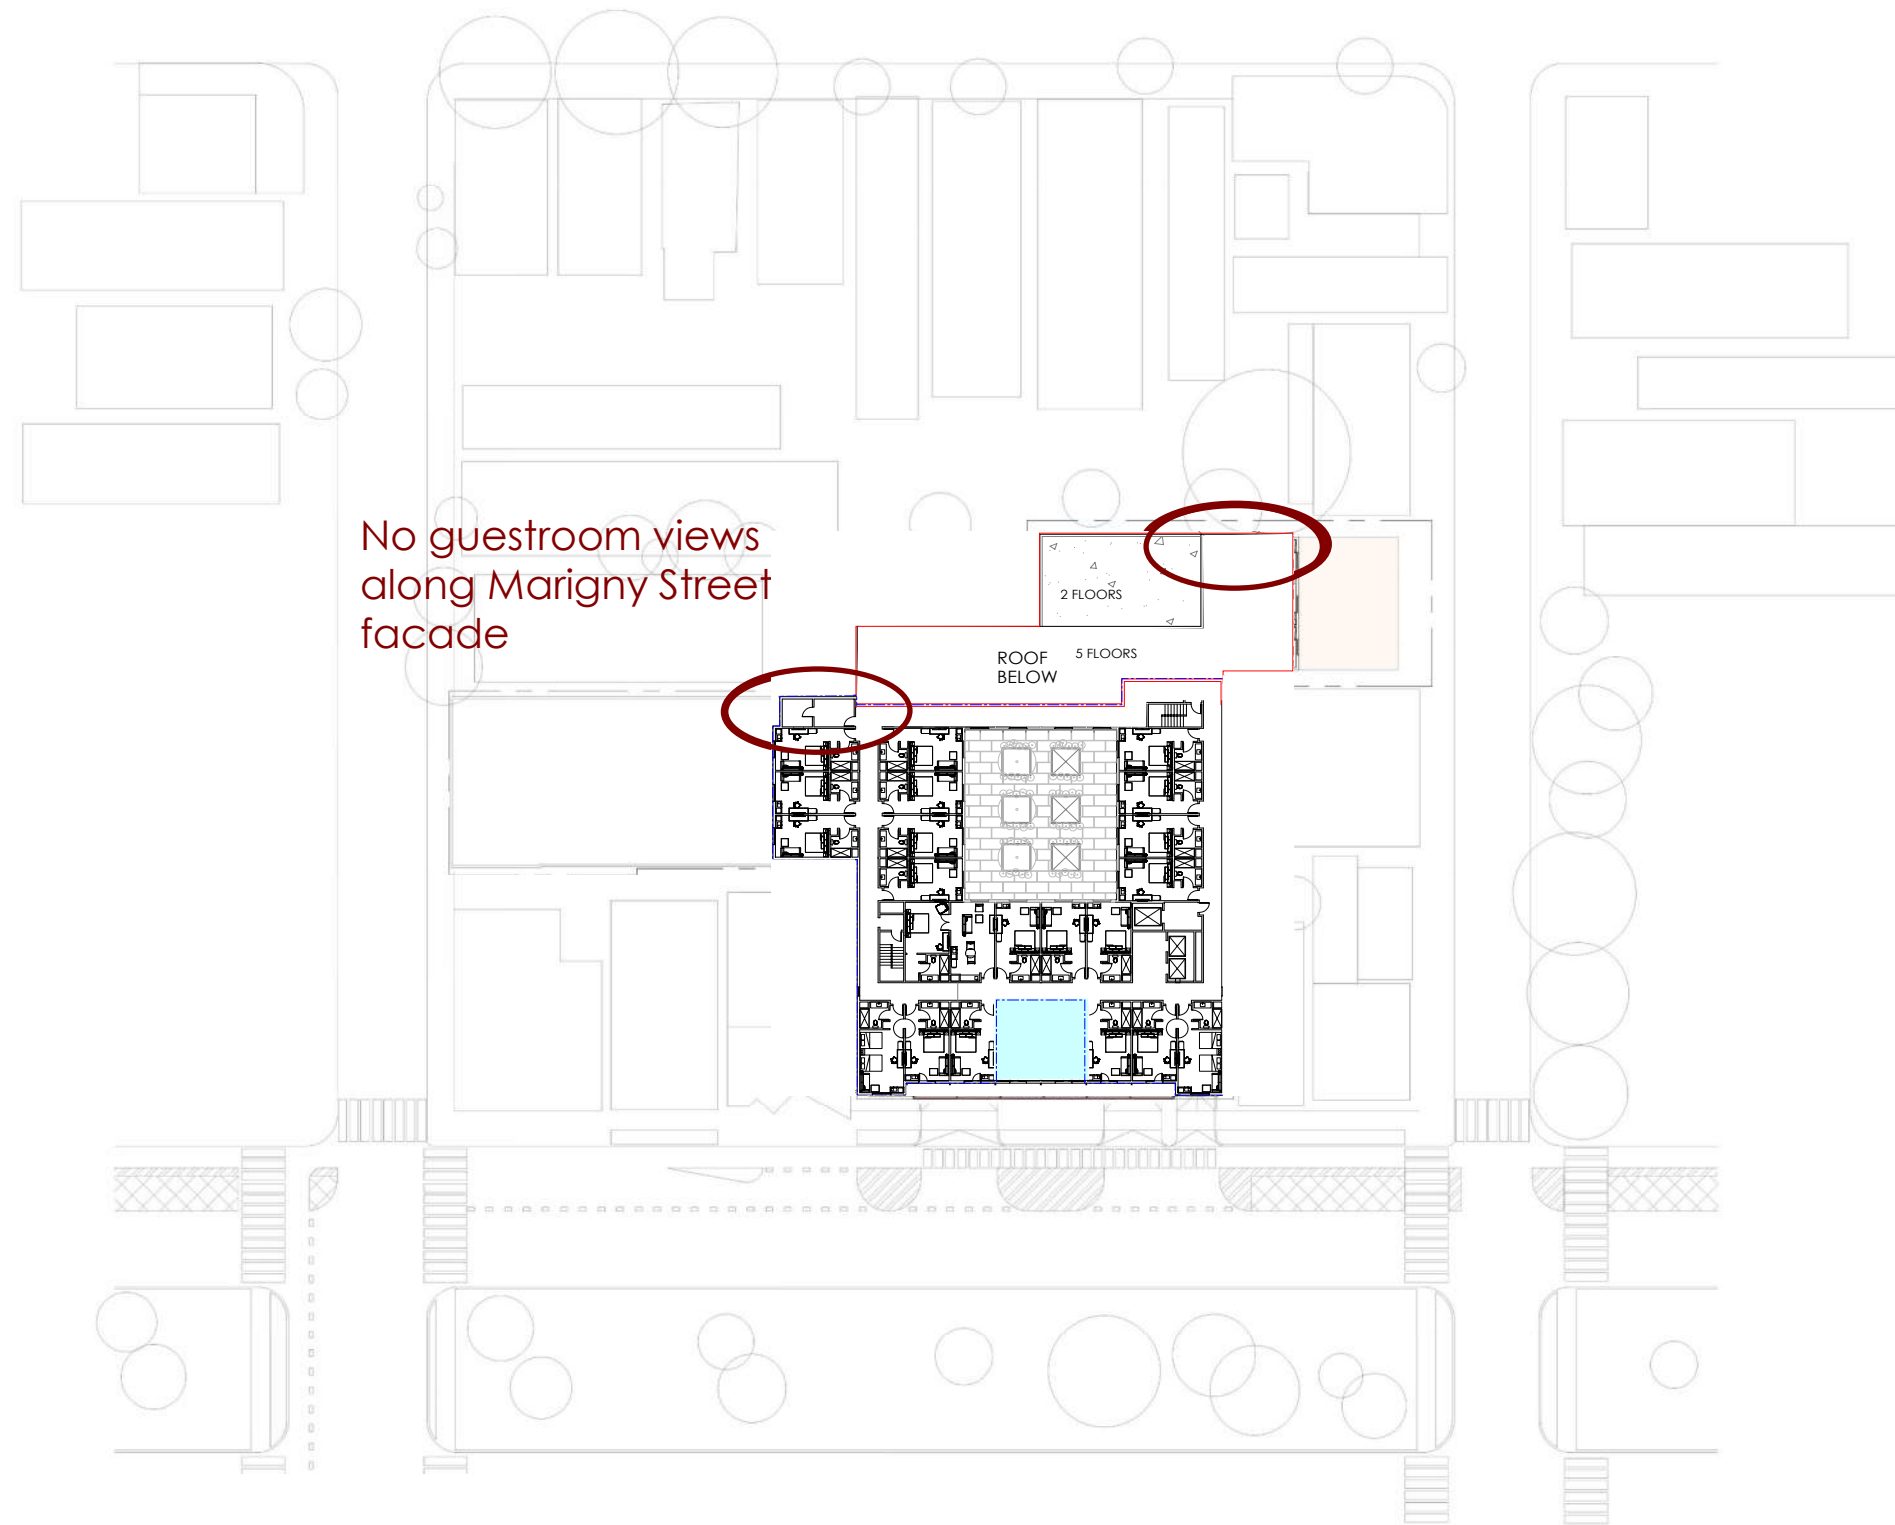 No guestroom views
along Marigny Street
facade
2 FLOORS
5 FLOORS
ROOF
BELOW